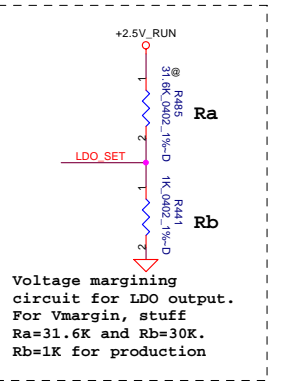 +2.5V_RUN
1
@
R485
31.6K_0402_1%~D
Ra
2
LDO_SET
1
R441
1K_0402_1%~D
Rb
2
Voltage margining
circuit for LDO output.
For Vmargin, stuff
Ra=31.6K and Rb=30K.
Rb=1K for production